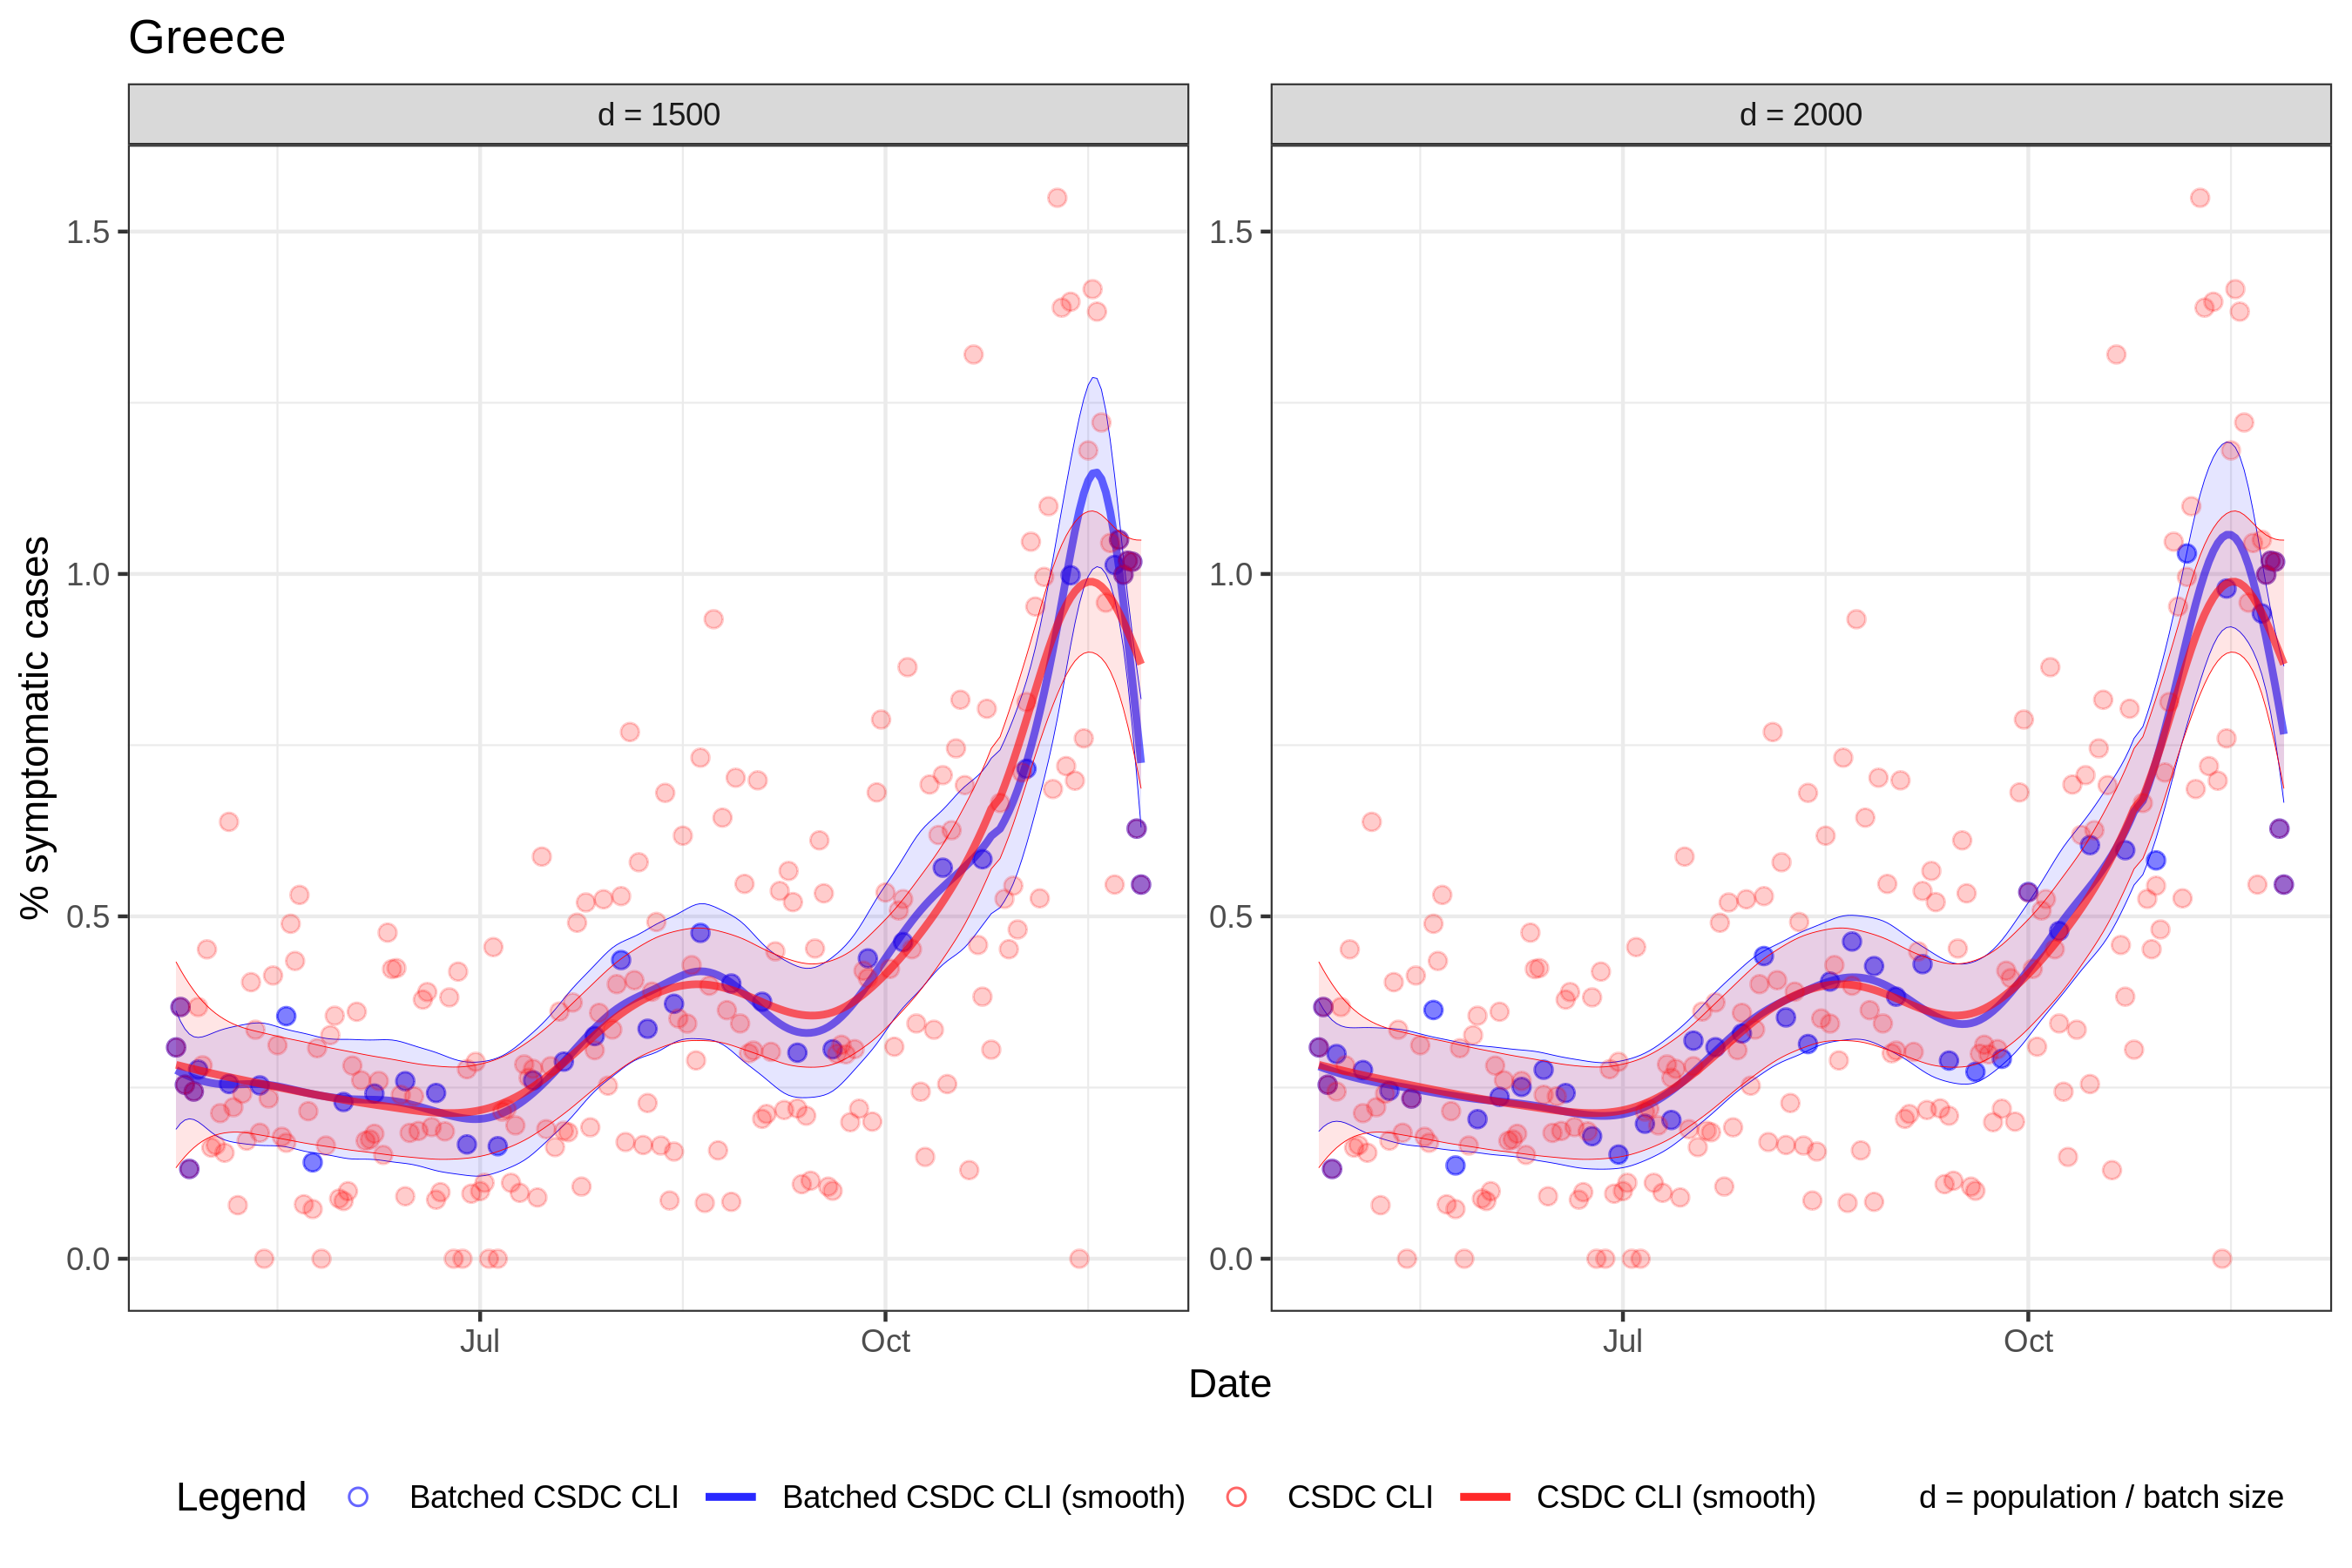 Greece
d = 1500
d = 2000
% symptomatic cases
1.5
1.0
0.5
0.0
1.5
1.0
0.5
0.0
Jul
Oct
Jul
Oct
Date
Legend
Batched CSDC CLI
Batched CSDC CLI (smooth)
CSDC CLI
CSDC CLI (smooth)
d = population / batch size